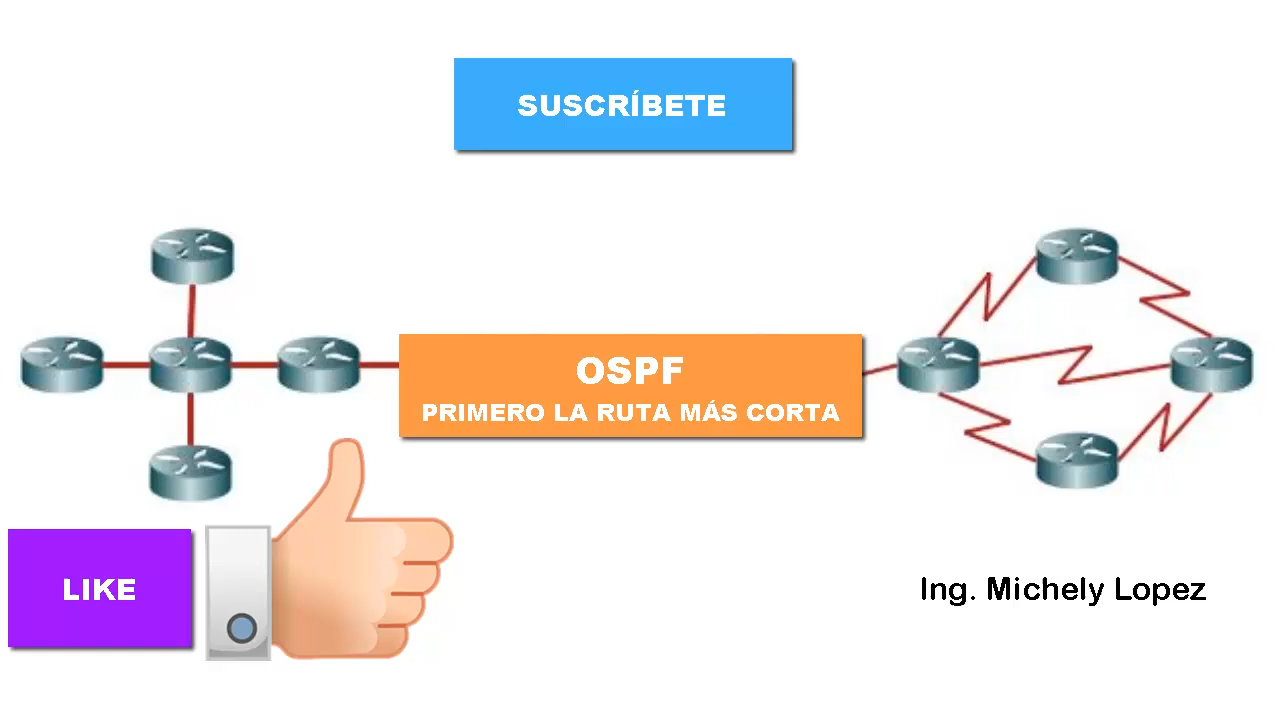 SUSCRÍBETE
OSPF
PRIMERO LA RUTA MÁS CORTA
LIKE
Ing. Michely Lopez